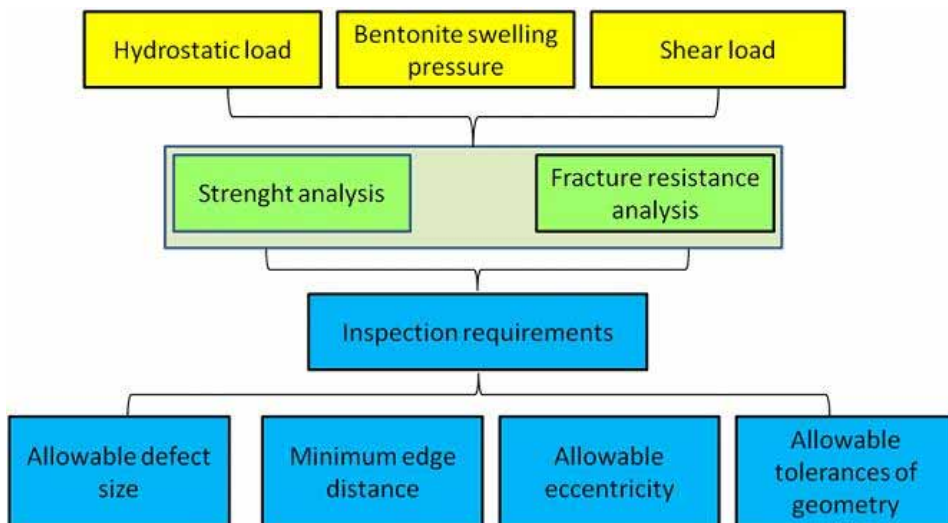 Hydrostatic load
Bentonite swelling
pressure
Shear load
Strenght analysis
Fracture resistance
analysis
Inspection requirements
Allowable defect
size
Minimum edge
distance
Allowable
eccentricity
Allowable
tolerances of
geometry